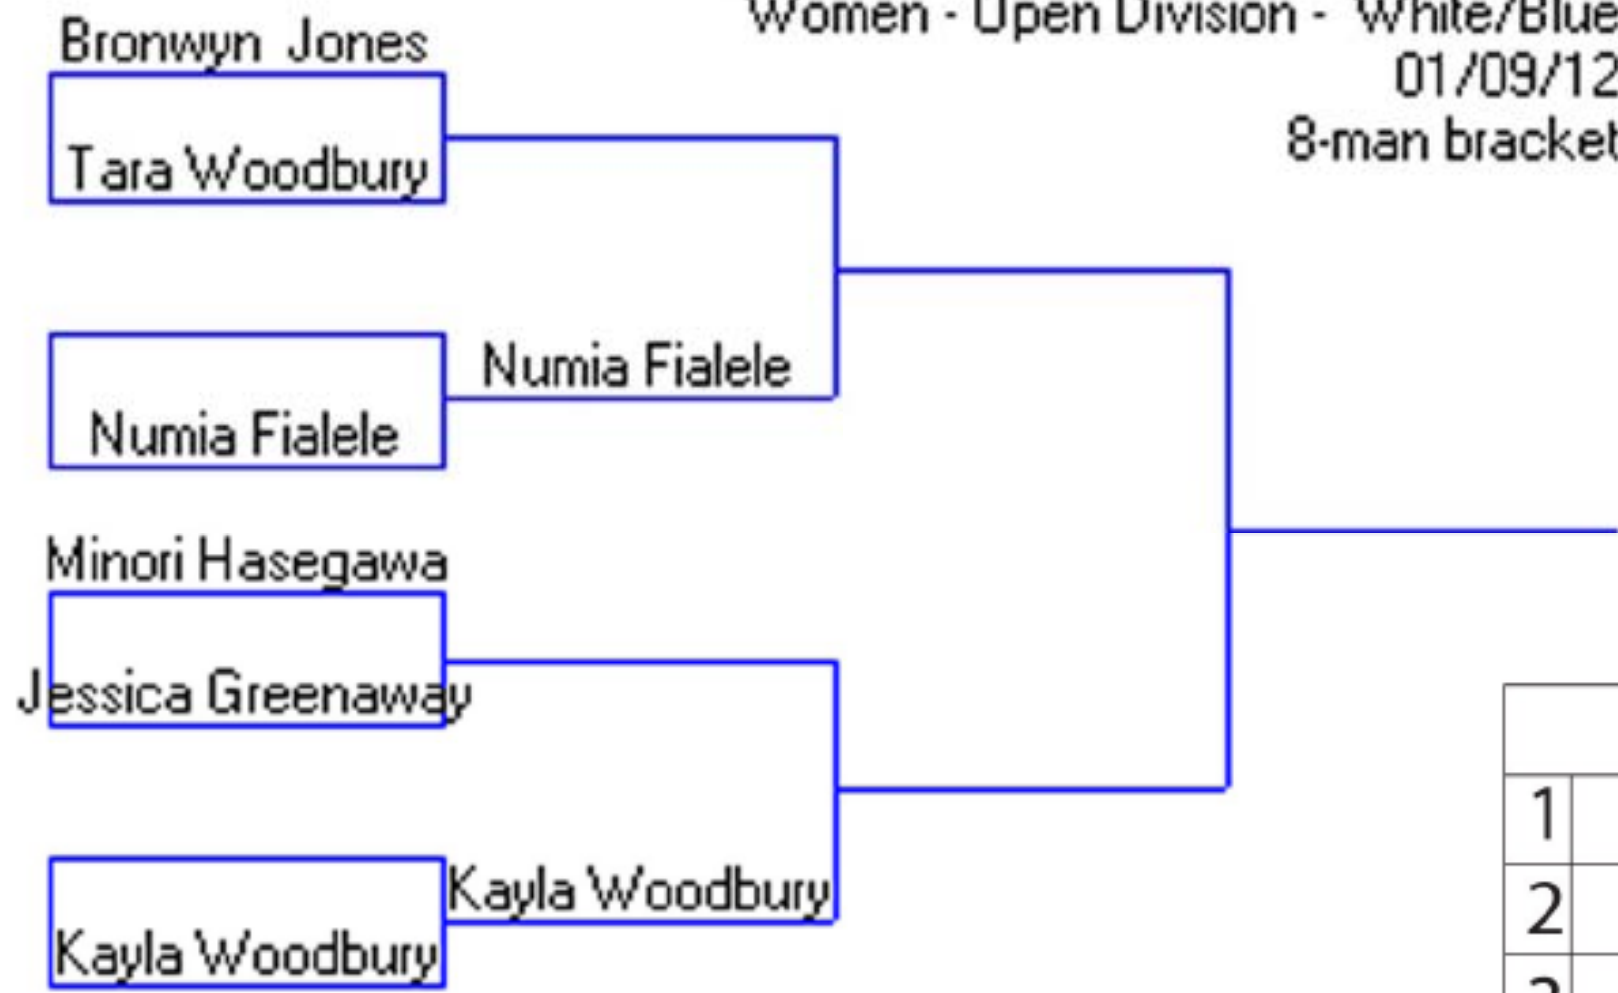 Women - Open Division - White/Blue
01/09/12
8-man bracket
Bronwyn Jones
Tara Woodbury
Numia Fialele
Numia Fialele
Minori Hasegawa
Jessica Greenaway
Kayla Woodbury
Kayla Woodbury
1
2